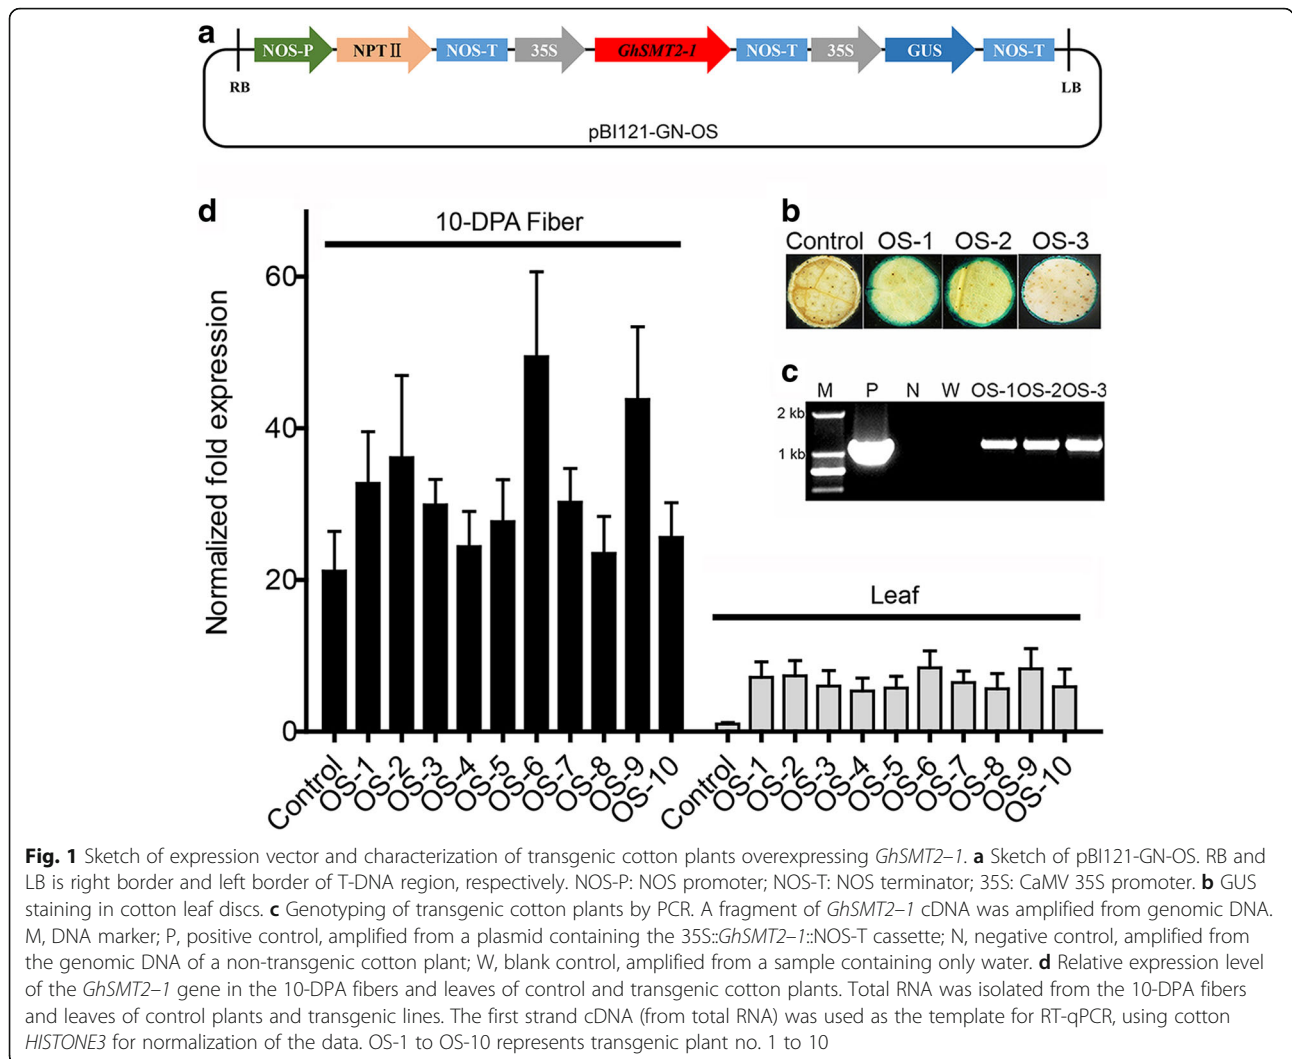 a
NOS-P NPT II NOS-T 35S GhSMT2-1 NOS-T 35S GUS NOS-T
RB LB
pBI121-GN-OS
d
10-DPA Fiber
Normalized fold expression
60
40
20
0
Control OS-1 OS-2 OS-3 OS-4 OS-5 OS-6 OS-7 OS-8 OS-9 OS-10
Leaf
Control OS-1 OS-2 OS-3 OS-4 OS-5 OS-6 OS-7 OS-8 OS-9 OS-10
b
Control OS-1 OS-2 OS-3
c
M P N W OS-1 OS-2 OS-3
2 kb
1 kb
Fig. 1 Sketch of expression vector and characterization of transgenic cotton plants overexpressing GhSMT2–1. a Sketch of pBI121-GN-OS. RB and
LB is right border and left border of T-DNA region, respectively. NOS-P: NOS promoter; NOS-T: NOS terminator; 35S: CaMV 35S promoter. b GUS
staining in cotton leaf discs. c Genotyping of transgenic cotton plants by PCR. A fragment of GhSMT2–1 cDNA was amplified from genomic DNA.
M, DNA marker; P, positive control, amplified from a plasmid containing the 35S::GhSMT2–1::NOS-T cassette; N, negative control, amplified from
the genomic DNA of a non-transgenic cotton plant; W, blank control, amplified from a sample containing only water. d Relative expression level
of the GhSMT2–1 gene in the 10-DPA fibers and leaves of control and transgenic cotton plants. Total RNA was isolated from the 10-DPA fibers
and leaves of control plants and transgenic lines. The first strand cDNA (from total RNA) was used as the template for RT-qPCR, using cotton
HISTONE3 for normalization of the data. OS-1 to OS-10 represents transgenic plant no. 1 to 10